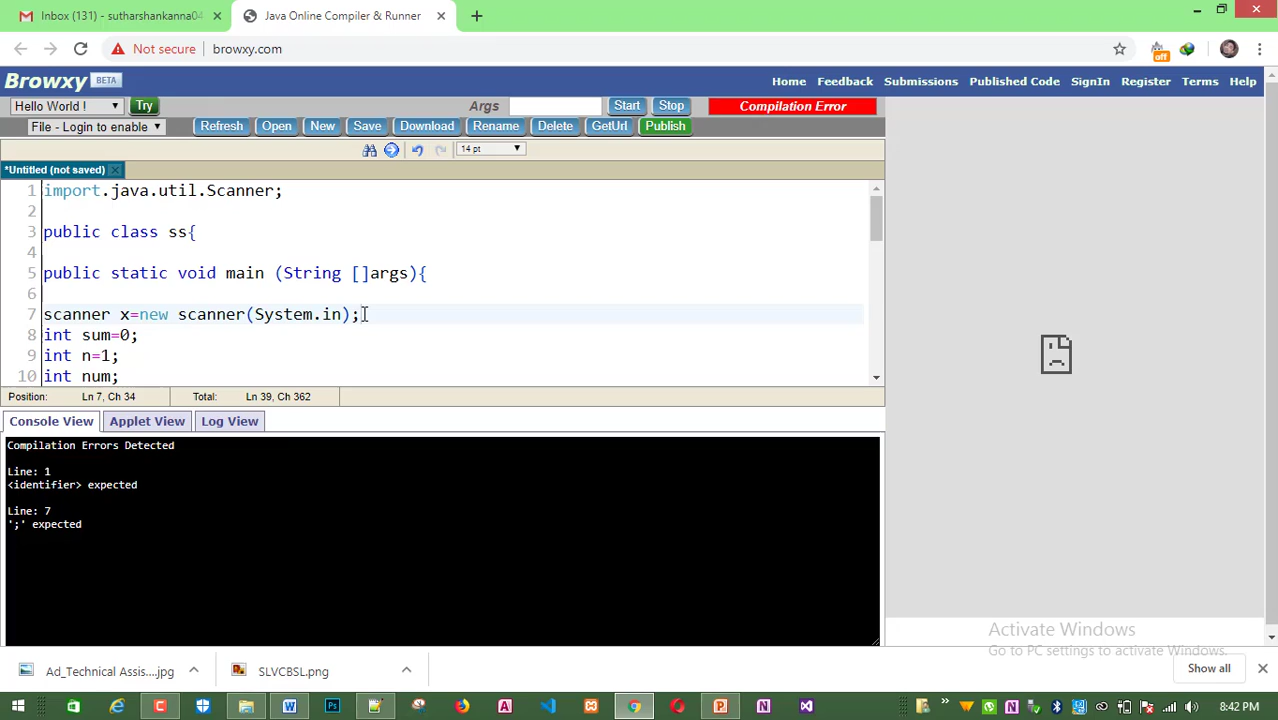 Inbox (131) - sutharshankanna04
Java Online Compiler & Runner
Not secure
browxy.com
off
Browxy BETA
Home Feedback Submissions Published Code SignIn Register Terms Help
Hello World !
Try
Args
Start Stop
Compilation Error
File - Login to enable
Refresh Open New Save Download Rename Delete GetUrl Publish
14 pt
*Untitled (not saved)
1 import.java.util.Scanner;
2
3 public class ss{
4
5 public static void main (String []args){
6
7 scanner x=new scanner(System.in);
8 int sum=0;
9 int n=1;
10 int num;
Position: Ln 7, Ch 34 Total: Ln 39, Ch 362
Console View Applet View Log View
Compilation Errors Detected
Line: 1
<identifier> expected
Line: 7
';' expected
Activate Windows
Go to PC settings to activate Windows.
Ad_Technical Assis....jpg
SLVCBSL.png
Show all
8:42 PM